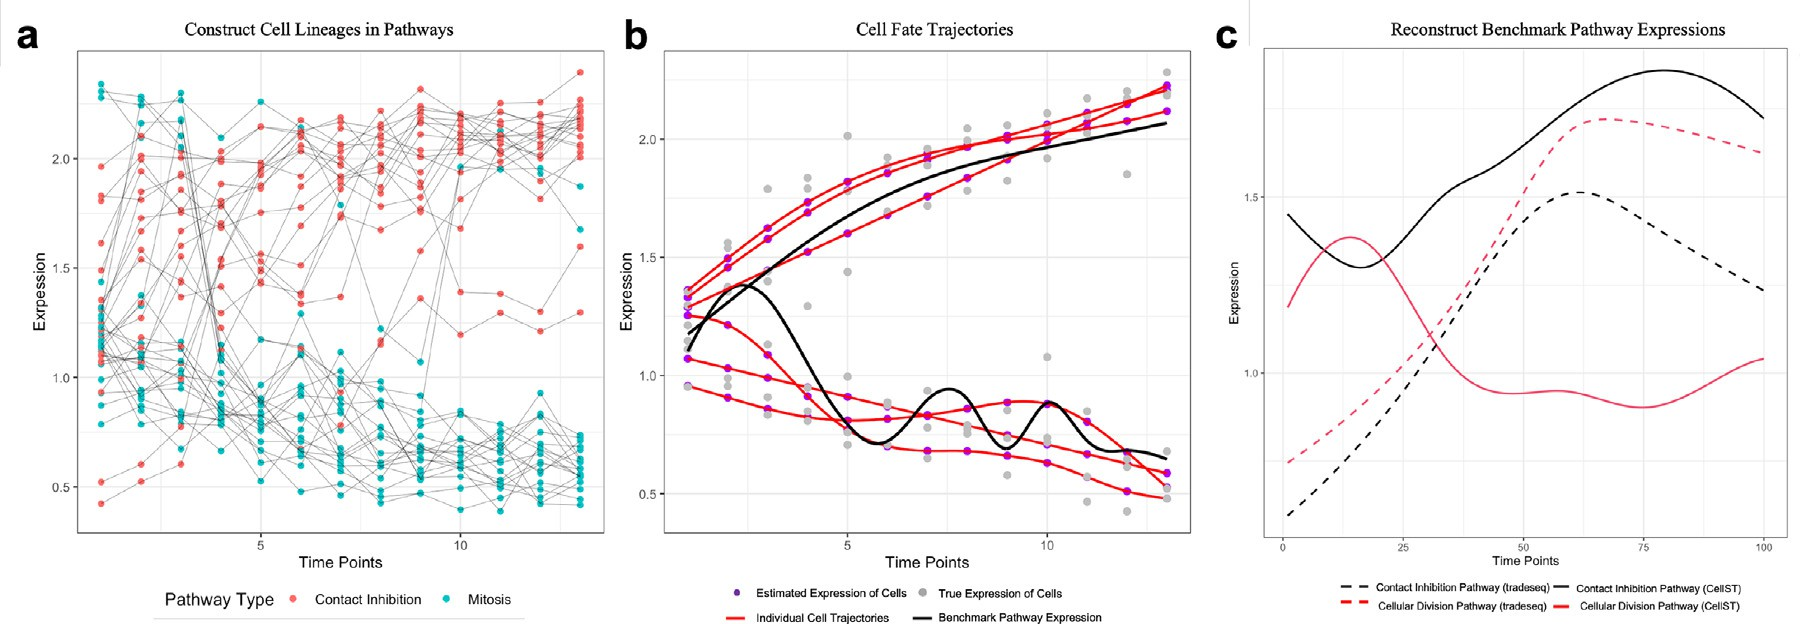 a
Construct Cell Lineages in Pathways
Expression
2.0
1.5
1.0
0.5
5
10
Time Points
Pathway Type
Contact Inhibition
Mitosis
b
Cell Fate Trajectories
Expression
2.0
1.5
1.0
0.5
5
10
Time Points
Estimated Expression of Cells
True Expression of Cells
Individual Cell Trajectories
Benchmark Pathway Expression
c
Reconstruct Benchmark Pathway Expressions
Expression
1.5
1.0
0
25
50
75
100
Time Points
Contact Inhibition Pathway (tradeseq)
Contact Inhibition Pathway (CellST)
Cellular Division Pathway (tradeseq)
Cellular Division Pathway (CellST)